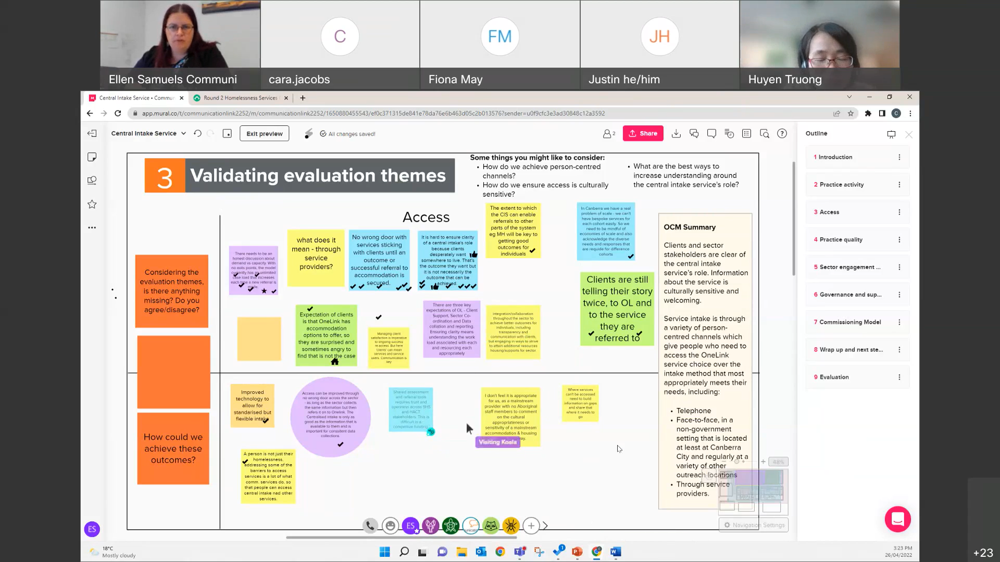 C
FM
JH
Ellen Samuels Communi
cara.jacobs
Fiona May
Justin he/him
Huyen Truong
Central Intake Service • Commun
Round 2 Homelessness Services
app.mural.co/t/communicationlink2252/m/communicationlink2252/1650880455543/ef0c371315de841e78da76e6b463d05c2b013576?sender=u0f9cfc3e3ad30848c12a3592
C
Central Intake Service
Exit preview
All changes saved!
2
Share
Outline
1 Introduction
2 Practice activity
3 Access
4 Practice quality
5 Sector engagement ...
6 Governance and sup...
7 Commissioning Model
8 Wrap up and next ste...
9 Evaluation
3
Validating evaluation themes
Some things you might like to consider:
• How do we achieve person-centred
channels?
• How do we ensure access is culturally
sensitive?
• What are the best ways to
increase understanding around
the central intake service's role?
Access
Considering the
evaluation themes,
is there anything
missing? Do you
agree/disagree?
There needs to be an
honest discussion about
demand vs capacity. With
no exits points, the model
currently has an unlimited
case load that increases
each time a new referral is
made.
what does it
mean - through
service
providers?
No wrong door with
services sticking
with clients until an
outcome or
successful referral to
accommodation is
secured.
It is hard to ensure clarity
of a central intake's role
because clients
desperately want
somewhere to live. That's
the outcome they want but
it is not necessarily the
outcome that can be
achieved.
The extent to which
the CIS can enable
referrals to other
parts of the system
eg MH will be key to
getting good
outcomes for
individuals
In Canberra we have a real
problem of scale - we can't
have bespoke services for
each cohort easily. So we
need to be mindful of
economies of scale and also
acknowledge the diverse
needs and responses that
are requide for difference
cohorts
Expectation of clients
is that OneLink has
accommodation
options to offer, so
they are surprised and
sometimes angry to
find that is not the case
Managing client
satisfaction is imperative
to ongoing success
re access. But here
'clients' can mean
services and service
users. Communication is
key
There are three key
expectations of OL - Client
Support, Sector Co-
ordination and Data
collation and reporting.
Ensuring clarity means
understanding the work
load associated with each
and resourcing each
appropriately
integration/collaboration
throughout the sector to
achieve better outcomes for
individuals, including
transparency and
communication with clients,
but engaging in ways to strive
to attain additional resources
housing/supports for sector
Clients are still
telling their story
twice, to OL and
to the service
they are
referred to
OCM Summary
Clients and sector
stakeholders are clear of
the central intake
service's role. Information
about the service is
culturally sensitive and
welcoming.
Service intake is through
a variety of person-
centred channels which
give people who need to
access the OneLink
service choice over the
intake method that most
appropriately meets their
needs, including:
• Telephone
• Face-to-face, in a
non-government
setting that is located
at least at Canberra
City and regularly at a
variety of other
outreach locations
• Through service
providers.
How could we
achieve these
outcomes?
Improved
technology to
allow for
standarised but
flexible intake
Access can be improved through
no wrong door across the sector
- as long as the sector collects
the same information but then
refers it on to Onelink. The
Centralised intake is only as
good as the information that is
available to them and is
important for consistent data
collections.
Shared assessment
and referral tools
requires trust and
openness across SHS
and HACT
stakeholders. This is
difficult in a
competitive funding
I don't feel it is appropriate
for us, as a mainstream
provider with no Aboriginal
staff members to comment
on the cultural
appropriateness or
sensitivity of a mainstream
accommodation & housing
Visiting Koala
Where services
can't be accessed
need to build
information on gaps
and share that
where it needs to
go
A person is not just their
homelessness,
addressing some of the
barriers to access
services is a lot of what
comm. services do, so
that people can access
central intake nad other
services.
48%
Navigation Settings
ES
ES
18°C
Mostly cloudy
3:23 PM
26/04/2022
+23